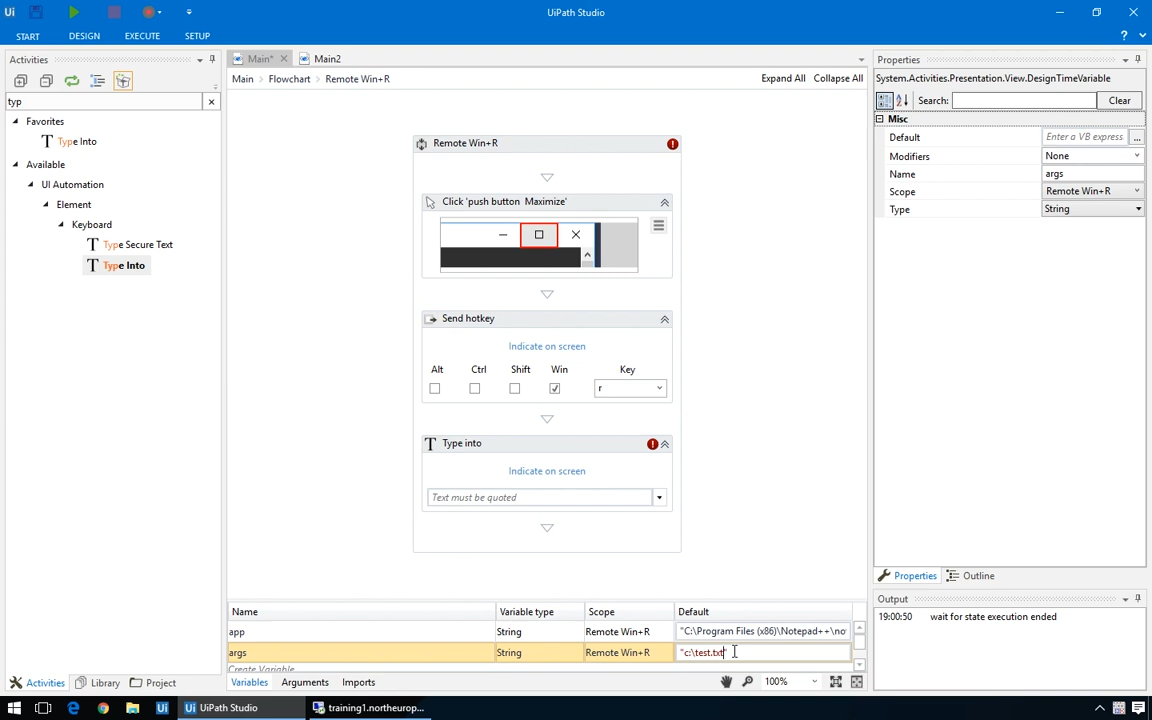 Ui
UiPath Studio
START
DESIGN
EXECUTE
SETUP
?
Activities
Main*
Main2
Properties
Main
Flowchart
Remote Win+R
Expand All
Collapse All
System.Activities.Presentation.View.DesignTimeVariable
typ
Search:
Clear
Favorites
Type Into
Available
UI Automation
Element
Keyboard
Type Secure Text
Type Into
Misc
Default
Enter a VB express
...
Modifiers
None
Name
args
Scope
Remote Win+R
Type
String
Remote Win+R
Click 'push button Maximize'
Send hotkey
Indicate on screen
Alt
Ctrl
Shift
Win
Key
r
Type into
Indicate on screen
Text must be quoted
Properties
Outline
Output
19:00:50 wait for state execution ended
Name
Variable type
Scope
Default
app
String
Remote Win+R
"C:\Program Files (x86)\Notepad++\no
args
String
Remote Win+R
"c:\test.txt"
Create Variable
Variables
Arguments
Imports
100%
Activities
Library
Project
Ui
Ui
UiPath Studio
training1.northeurop...